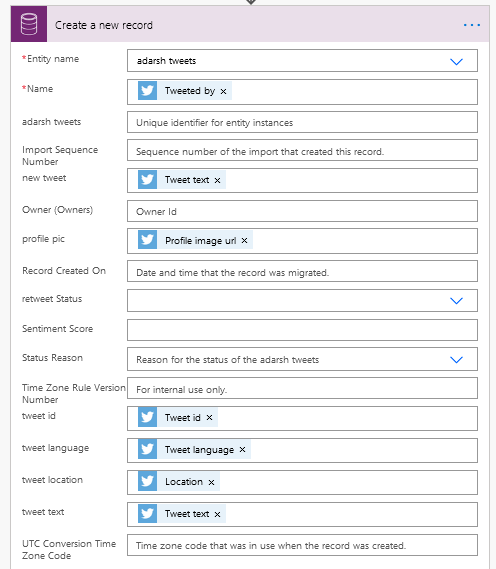 Create a new record
...
*Entity name
adarsh tweets
*Name
Tweeted by ×
adarsh tweets
Unique identifier for entity instances
Import Sequence
Number
Sequence number of the import that created this record.
new tweet
Tweet text ×
Owner (Owners)
Owner Id
profile pic
Profile image url ×
Record Created On
Date and time that the record was migrated.
retweet Status
Sentiment Score
Status Reason
Reason for the status of the adarsh tweets
Time Zone Rule Version
Number
For internal use only.
tweet id
Tweet id ×
tweet language
Tweet language ×
tweet location
Location ×
tweet text
Tweet text ×
UTC Conversion Time
Zone Code
Time zone code that was in use when the record was created.